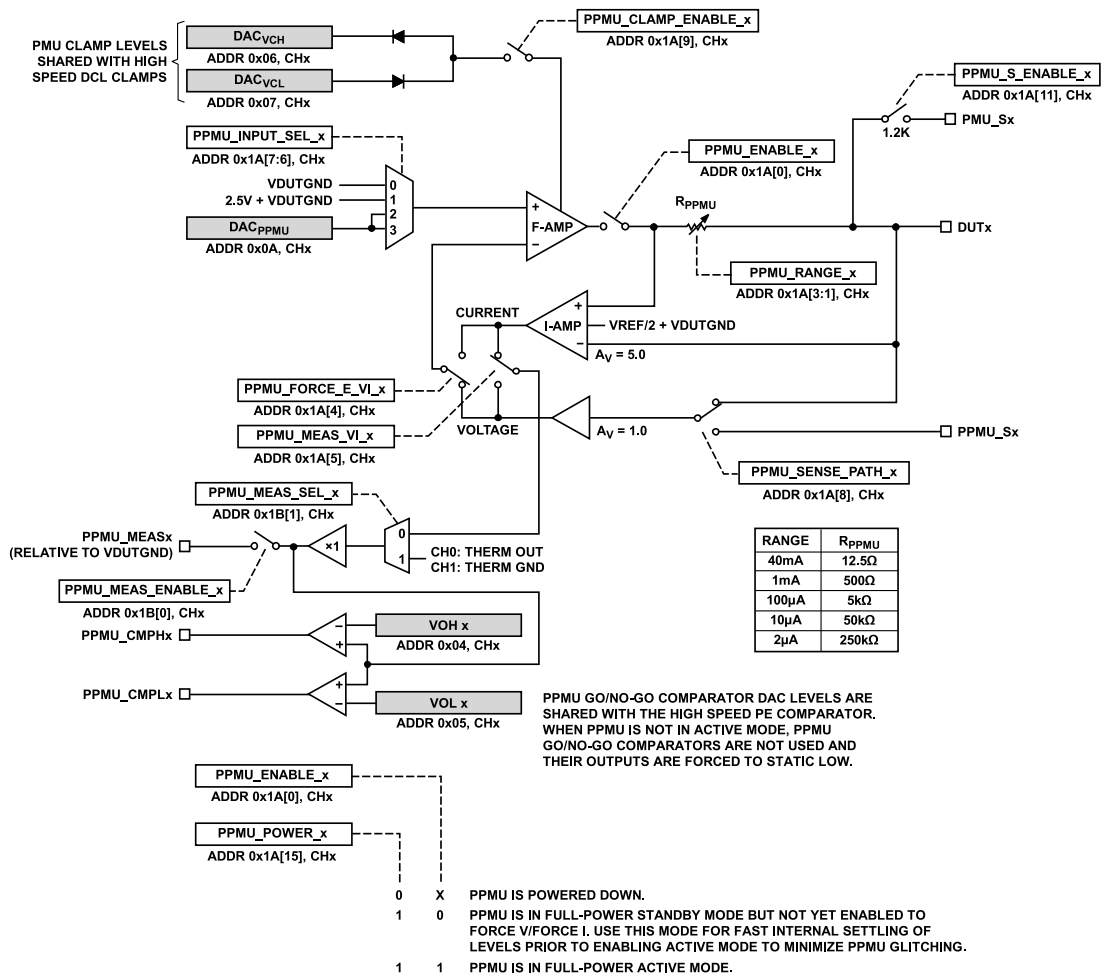 PMU CLAMP LEVELS
SHARED WITH HIGH
SPEED DCL CLAMPS
DACVCH
ADDR 0x06, CHx
DACVCL
ADDR 0x07, CHx
PPMU_CLAMP_ENABLE_x
ADDR 0x1A[9], CHx
PPMU_S_ENABLE_x
ADDR 0x1A[11], CHx
1.2K
PMU_Sx
PPMU_INPUT_SEL_x
ADDR 0x1A[7:6], CHx
VDUTGND
2.5V + VDUTGND
DACPPMU
ADDR 0x0A, CHx
0
1
2
3
+
F-AMP
−
PPMU_ENABLE_x
ADDR 0x1A[0], CHx
RPPMU
DUTx
PPMU_RANGE_x
ADDR 0x1A[3:1], CHx
CURRENT
+
I-AMP
−
VREF/2 + VDUTGND
AV = 5.0
PPMU_FORCE_E_VI_x
ADDR 0x1A[4], CHx
PPMU_MEAS_VI_x
ADDR 0x1A[5], CHx
VOLTAGE
AV = 1.0
PPMU_Sx
PPMU_SENSE_PATH_x
ADDR 0x1A[8], CHx
PPMU_MEAS_SEL_x
ADDR 0x1B[1], CHx
PPMU_MEASx
(RELATIVE TO VDUTGND)
×1
0
1
CH0: THERM OUT
CH1: THERM GND
PPMU_MEAS_ENABLE_x
ADDR 0x1B[0], CHx
RANGE RPPMU
40mA 12.5Ω
1mA 500Ω
100µA 5kΩ
10µA 50kΩ
2µA 250kΩ
PPMU_CMPHx
−
+
VOH x
ADDR 0x04, CHx
PPMU_CMPLx
+
−
VOL x
ADDR 0x05, CHx
PPMU GO/NO-GO COMPARATOR DAC LEVELS ARE
SHARED WITH THE HIGH SPEED PE COMPARATOR.
WHEN PPMU IS NOT IN ACTIVE MODE, PPMU
GO/NO-GO COMPARATORS ARE NOT USED AND
THEIR OUTPUTS ARE FORCED TO STATIC LOW.
PPMU_ENABLE_x
ADDR 0x1A[0], CHx
PPMU_POWER_x
ADDR 0x1A[15], CHx
0 X PPMU IS POWERED DOWN.
1 0 PPMU IS IN FULL-POWER STANDBY MODE BUT NOT YET ENABLED TO
FORCE V/FORCE I. USE THIS MODE FOR FAST INTERNAL SETTLING OF
LEVELS PRIOR TO ENABLING ACTIVE MODE TO MINIMIZE PPMU GLITCHING.
1 1 PPMU IS IN FULL-POWER ACTIVE MODE.